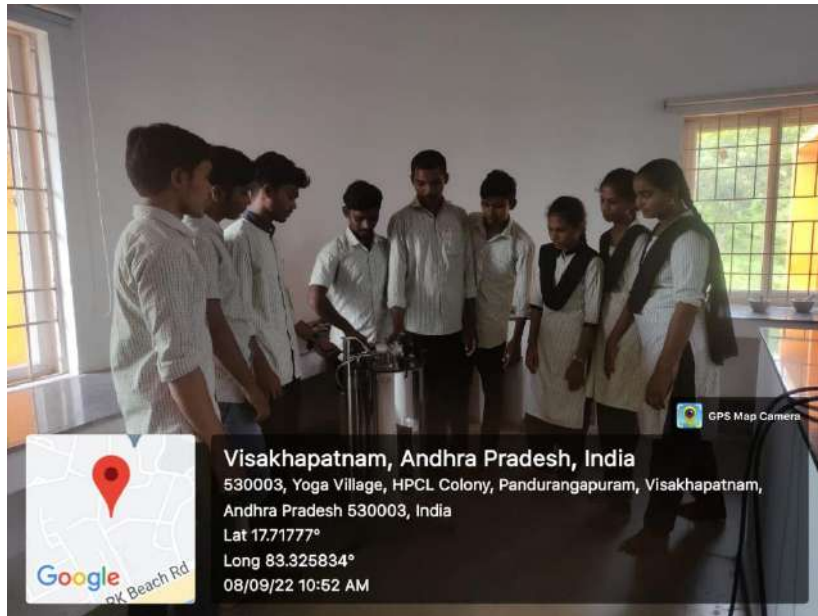 GPS Map Camera
Visakhapatnam, Andhra Pradesh, India
530003, Yoga Village, HPCL Colony, Pandurangapuram, Visakhapatnam,
Andhra Pradesh 530003, India
Lat 17.71777°
Long 83.325834°
08/09/22 10:52 AM
Google
RK Beach Rd